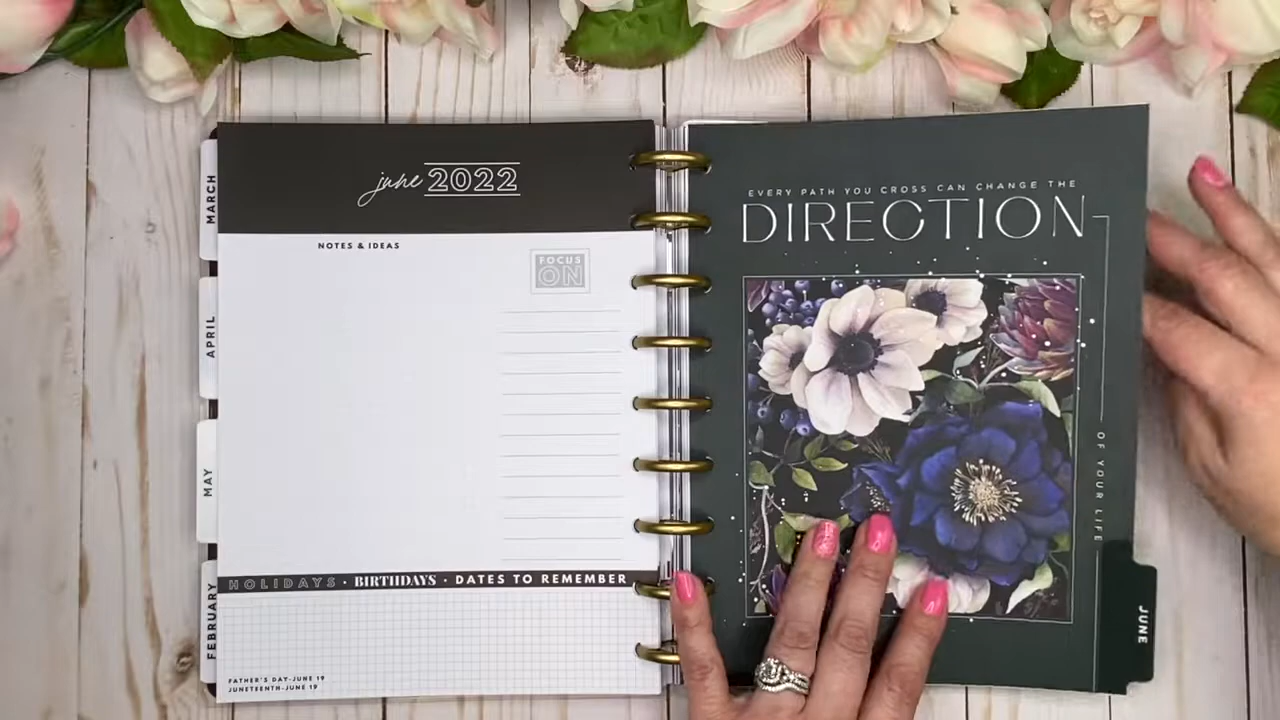 june 2022
NOTES & IDEAS
FOCUS
ON
HOLIDAYS · BIRTHDAYS · DATES TO REMEMBER
FATHER'S DAY-JUNE 19
JUNETEENTH-JUNE 19
MARCH
APRIL
MAY
FEBRUARY
EVERY PATH YOU CROSS CAN CHANGE THE
DIRECTION
OF YOUR LIFE
JUNE